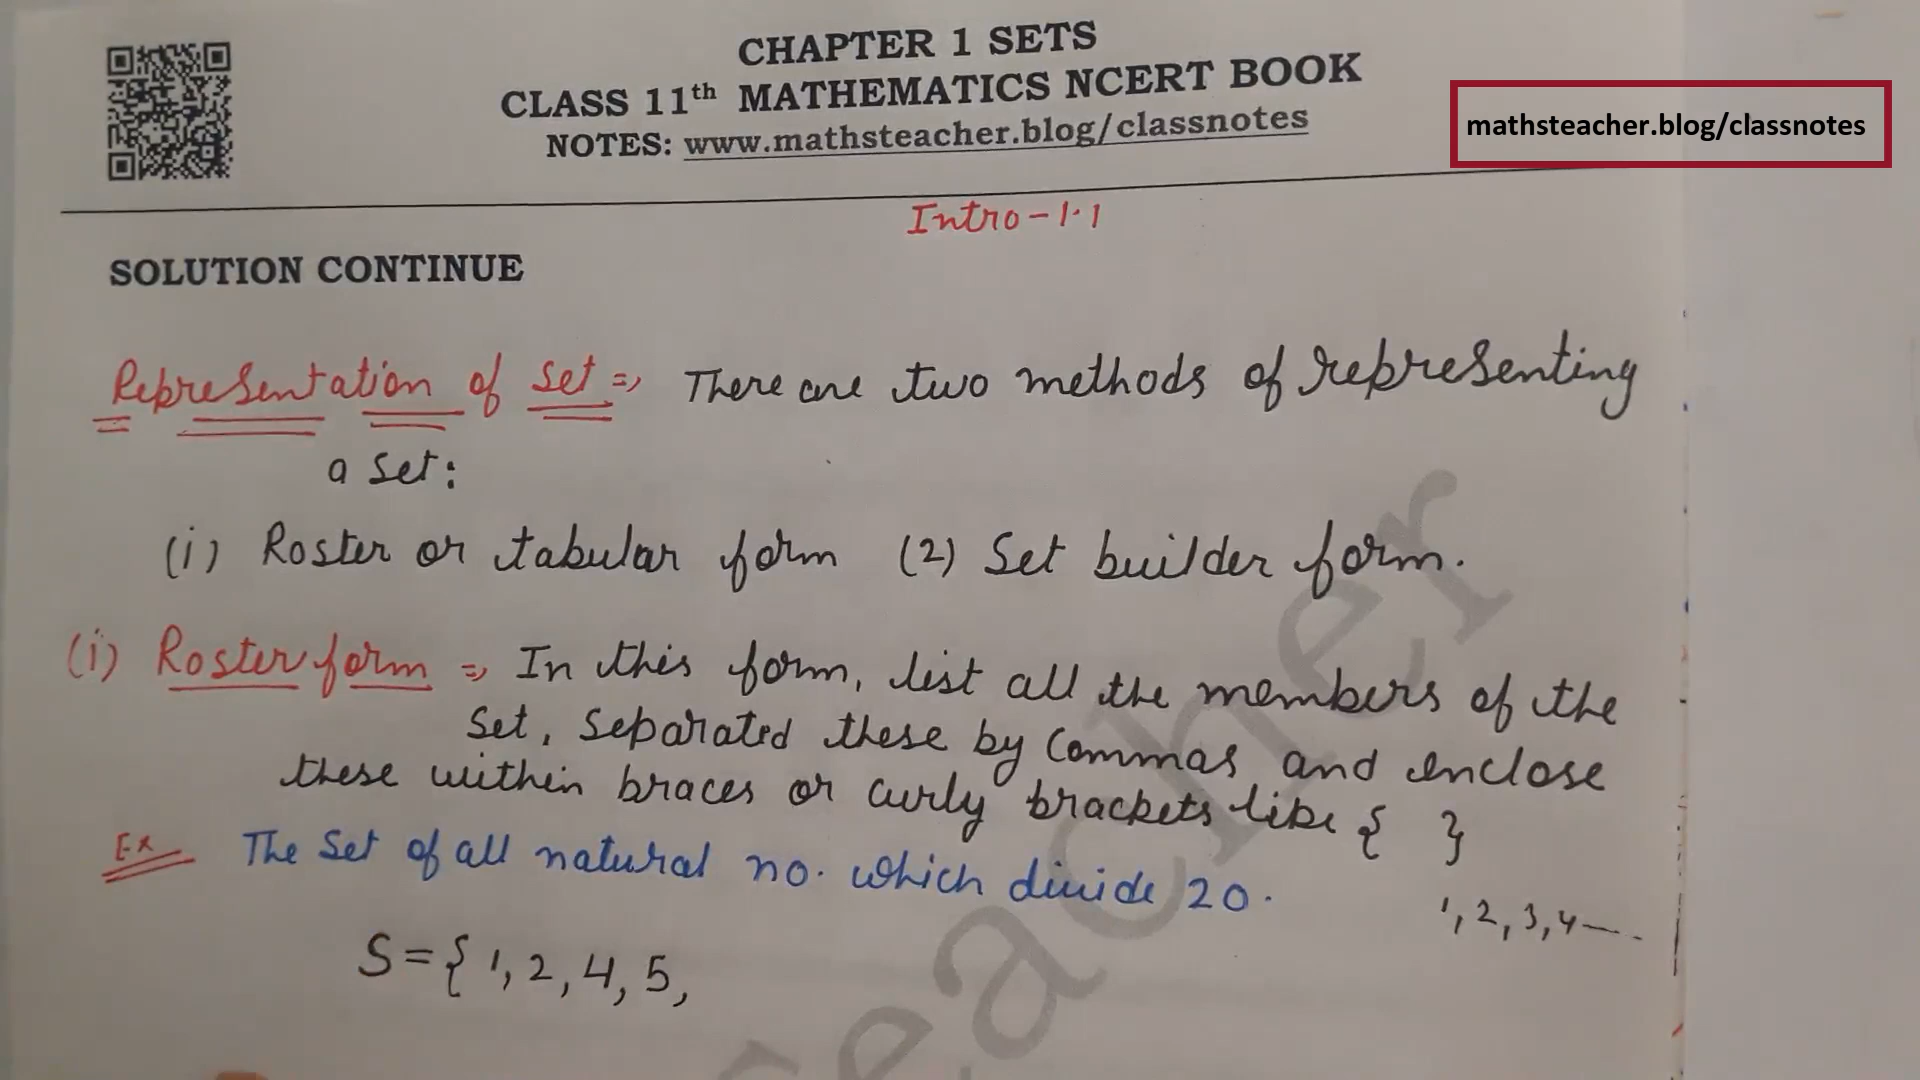 CHAPTER 1 SETS
CLASS 11th MATHEMATICS NCERT BOOK
NOTES: www.mathsteacher.blog/classnotes
mathsteacher.blog/classnotes
Intro-1.1
SOLUTION CONTINUE
Representation of set => There are two methods of representing
a set:
(i) Roster or tabular form (2) Set builder form.
(i) Roster form => In this form, list all the members of the
set, separated these by commas and enclose
these within braces or curly brackets like { }
Ex The set of all natural no. which divide 20.
1, 2, 3, 4---.
S = { 1, 2, 4, 5,
eacher